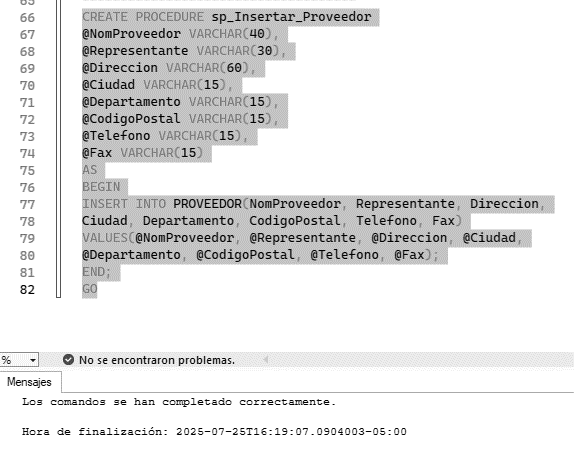 65
66 CREATE PROCEDURE sp_Insertar_Proveedor
67 @NomProveedor VARCHAR(40),
68 @Representante VARCHAR(30),
69 @Direccion VARCHAR(60),
70 @Ciudad VARCHAR(15),
71 @Departamento VARCHAR(15),
72 @CodigoPostal VARCHAR(15),
73 @Telefono VARCHAR(15),
74 @Fax VARCHAR(15)
75 AS
76 BEGIN
77 INSERT INTO PROVEEDOR(NomProveedor, Representante, Direccion,
78 Ciudad, Departamento, CodigoPostal, Telefono, Fax)
79 VALUES(@NomProveedor, @Representante, @Direccion, @Ciudad,
80 @Departamento, @CodigoPostal, @Telefono, @Fax);
81 END;
82 GO
% No se encontraron problemas.
Mensajes
Los comandos se han completado correctamente.
Hora de finalización: 2025-07-25T16:19:07.0904003-05:00